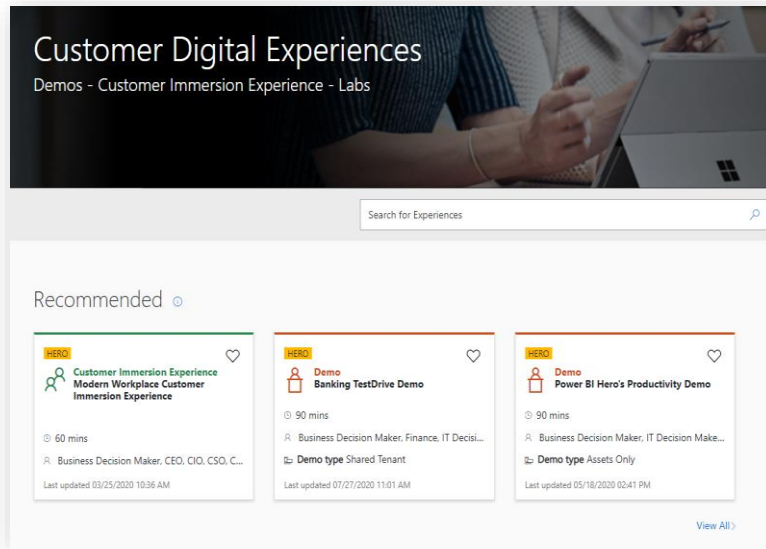 Customer Digital Experiences
Demos - Customer Immersion Experience - Labs
Search for Experiences
Recommended
HERO
Customer Immersion Experience
Modern Workplace Customer
Immersion Experience
60 mins
Business Decision Maker, CEO, CIO, CSO, C...
Last updated 03/25/2020 10:36 AM
HERO
Demo
Banking TestDrive Demo
90 mins
Business Decision Maker, Finance, IT Decisi...
Demo type Shared Tenant
Last updated 07/27/2020 11:01 AM
HERO
Demo
Power BI Hero's Productivity Demo
90 mins
Business Decision Maker, IT Decision Make...
Demo type Assets Only
Last updated 05/18/2020 02:41 PM
View All